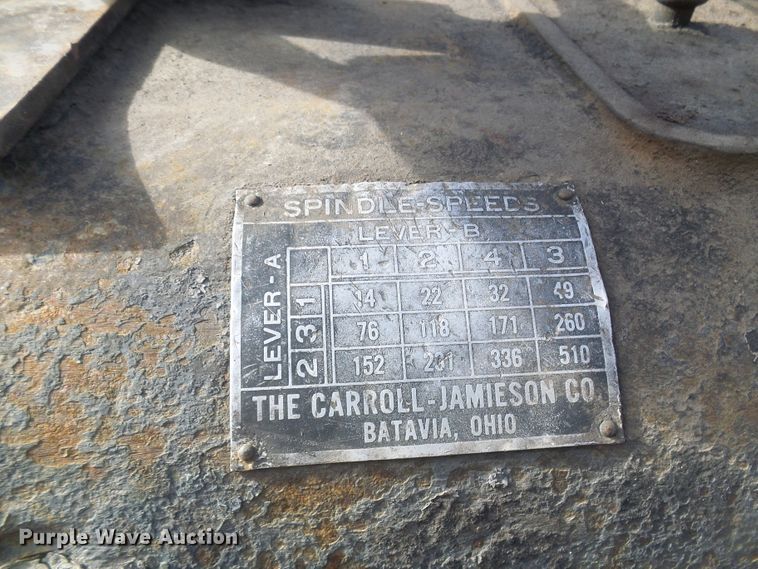 SPINDLE-SPEEDS
LEVER-B
LEVER-A
1 2 4 3
1 14 22 32 49
3 76 118 171 260
2 152 231 336 510
THE CARROLL-JAMIESON CO.
BATAVIA, OHIO
Purple Wave Auction